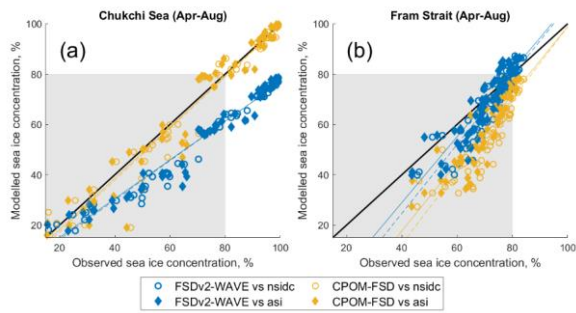 Chukchi Sea (Apr-Aug)
Fram Strait (Apr-Aug)
(a)
(b)
Modelled sea ice concentration, %
100
80
60
40
20
20
40
60
80
100
Observed sea ice concentration, %
Modelled sea ice concentration, %
100
80
60
40
20
20
40
60
80
100
Observed sea ice concentration, %
FSDv2-WAVE vs nsidc
CPOM-FSD vs nsidc
FSDv2-WAVE vs asi
CPOM-FSD vs asi